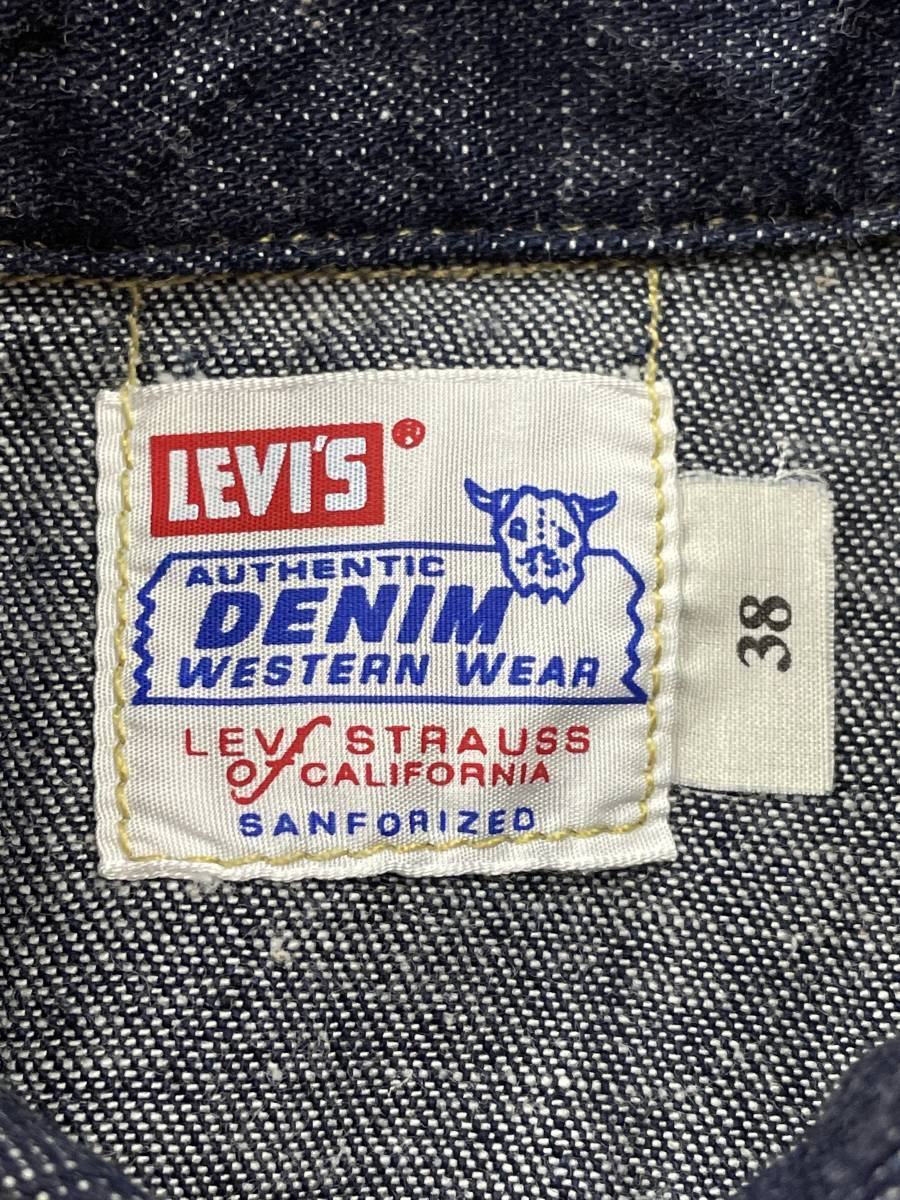 LEVI'S ®
AUTHENTIC
DENIM
WESTERN WEAR
LEVI STRAUSS
of CALIFORNIA
SANFORIZED
38